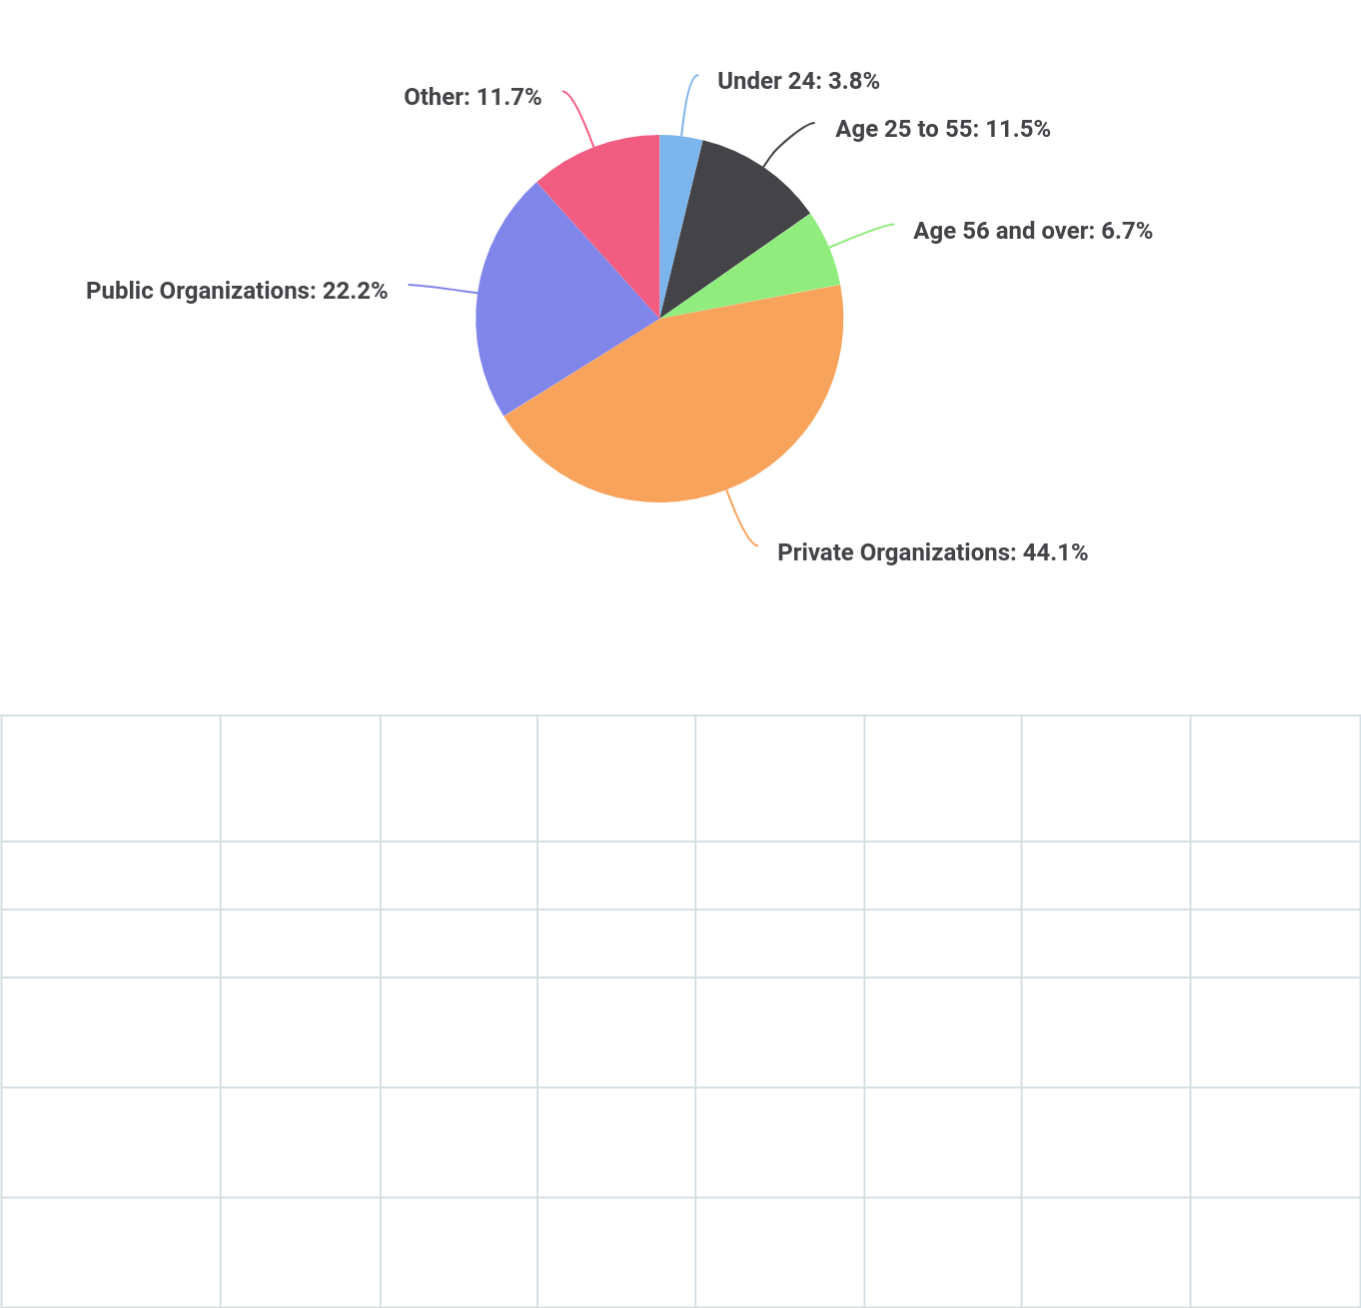 Under 24: 3.8%
Other: 11.7%
Age 25 to 55: 11.5%
Age 56 and over: 6.7%
Public Organizations: 22.2%
Private Organizations: 44.1%